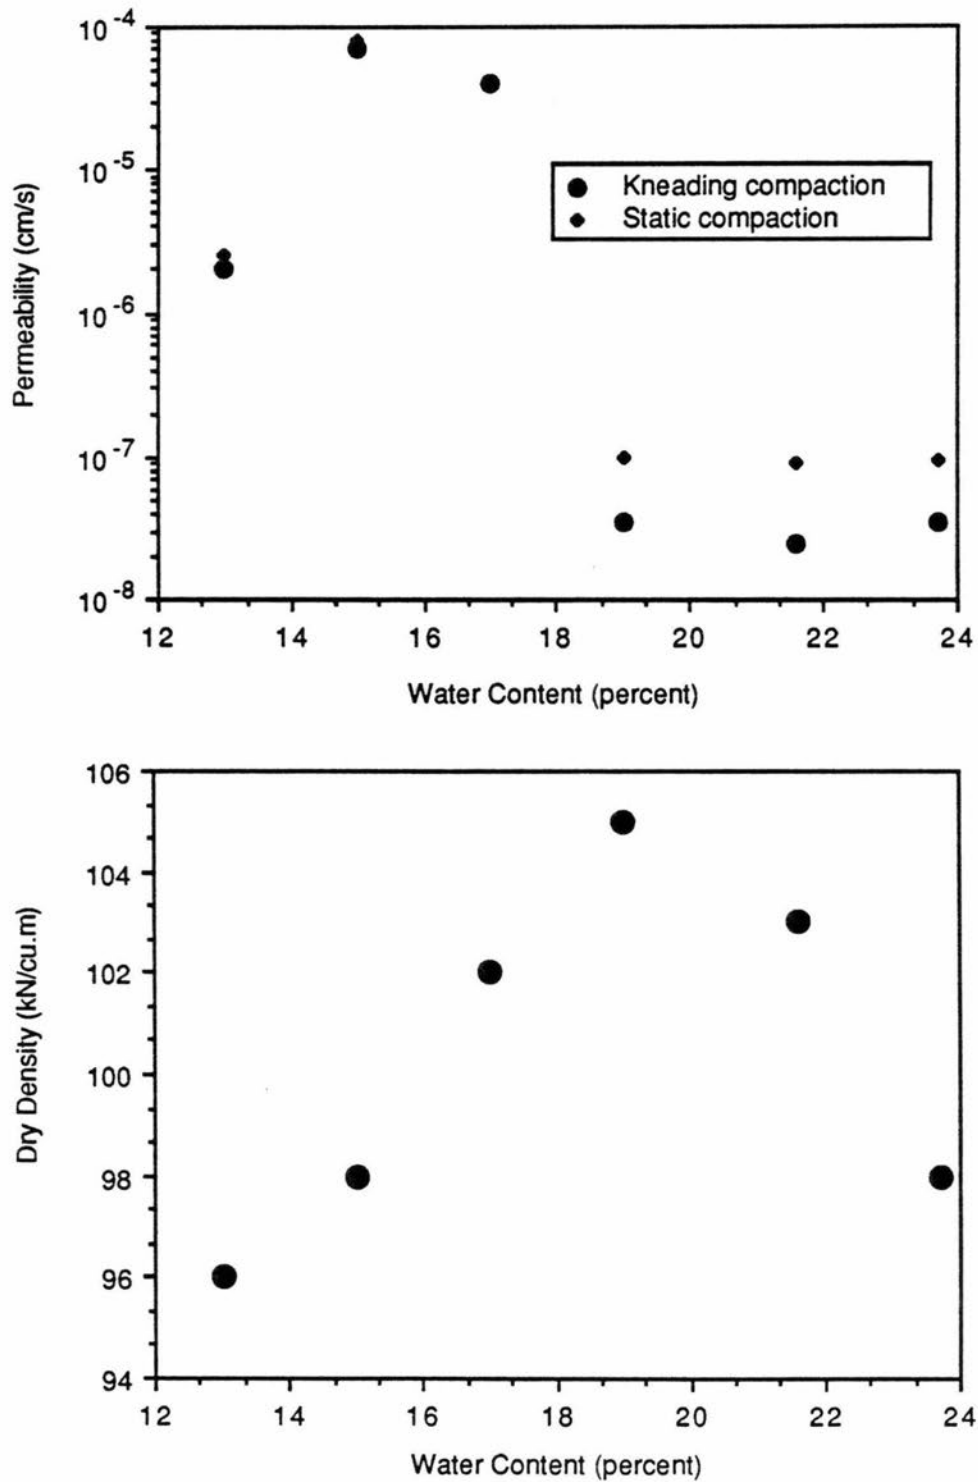 10-4
10-5
10-6
10-7
10-8
Permeability (cm/s)
Kneading compaction
Static compaction
12 14 16 18 20 22 24
Water Content (percent)
106
104
102
100
98
96
94
Dry Density (kN/cu.m)
12 14 16 18 20 22 24
Water Content (percent)